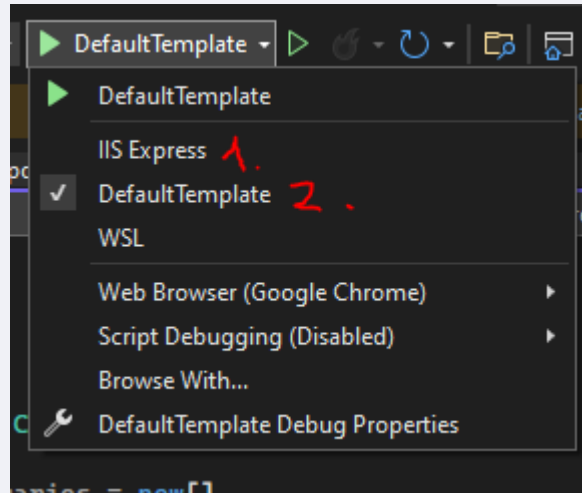 DefaultTemplate
DefaultTemplate
IIS Express 1.
DefaultTemplate 2.
WSL
Web Browser (Google Chrome)
Script Debugging (Disabled)
Browse With...
DefaultTemplate Debug Properties
= new[]